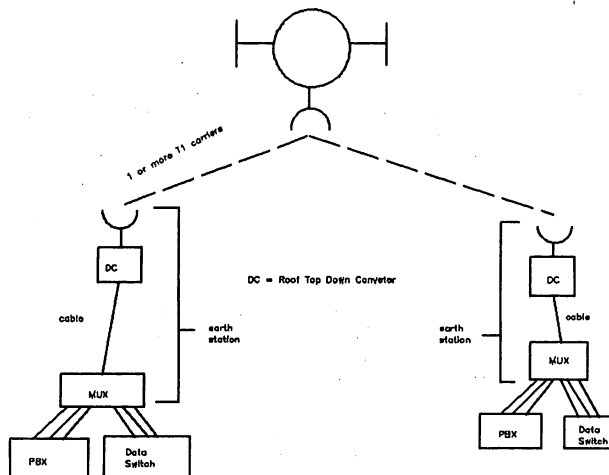 1 or more T1 carriers
DC
DC = Roof Top Down Conveter
DC
cable
earth
station
earth
station
cable
MUX
MUX
PBX
Data
Switch
PBX
Data
Switch